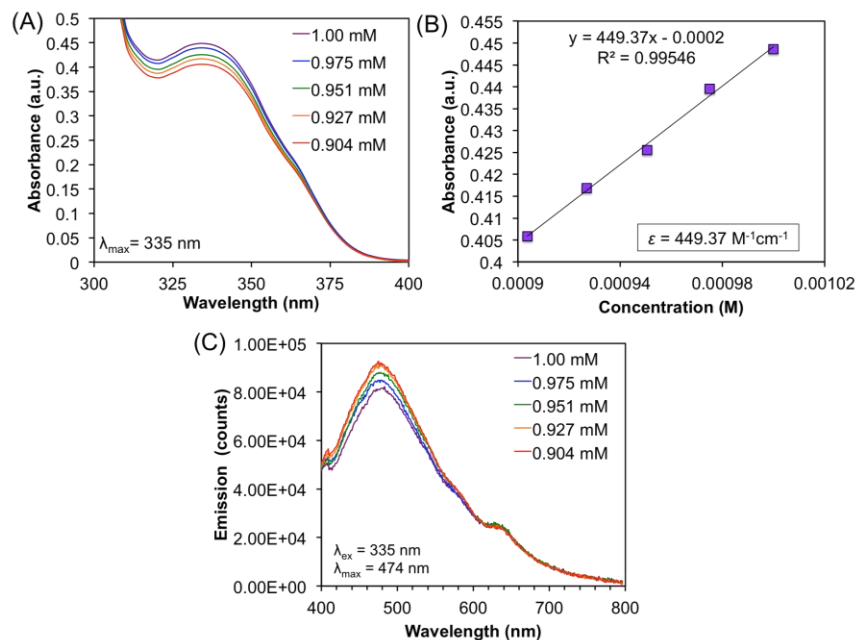 (A)
Absorbance (a.u.)
0.5
0.45
0.4
0.35
0.3
0.25
0.2
0.15
0.1
0.05
0
1.00 mM
0.975 mM
0.951 mM
0.927 mM
0.904 mM
λmax= 335 nm
300 325 350 375 400
Wavelength (nm)
(B)
Absorbance (a.u.)
0.455
0.45
0.445
0.44
0.435
0.43
0.425
0.42
0.415
0.41
0.405
0.4
y = 449.37x - 0.0002
R² = 0.99546
ε = 449.37 M⁻¹cm⁻¹
0.0009 0.00094 0.00098 0.00102
Concentration (M)
(C)
Emission (counts)
1.00E+05
8.00E+04
6.00E+04
4.00E+04
2.00E+04
0.00E+00
1.00 mM
0.975 mM
0.951 mM
0.927 mM
0.904 mM
λex = 335 nm
λmax = 474 nm
400 500 600 700 800
Wavelength (nm)